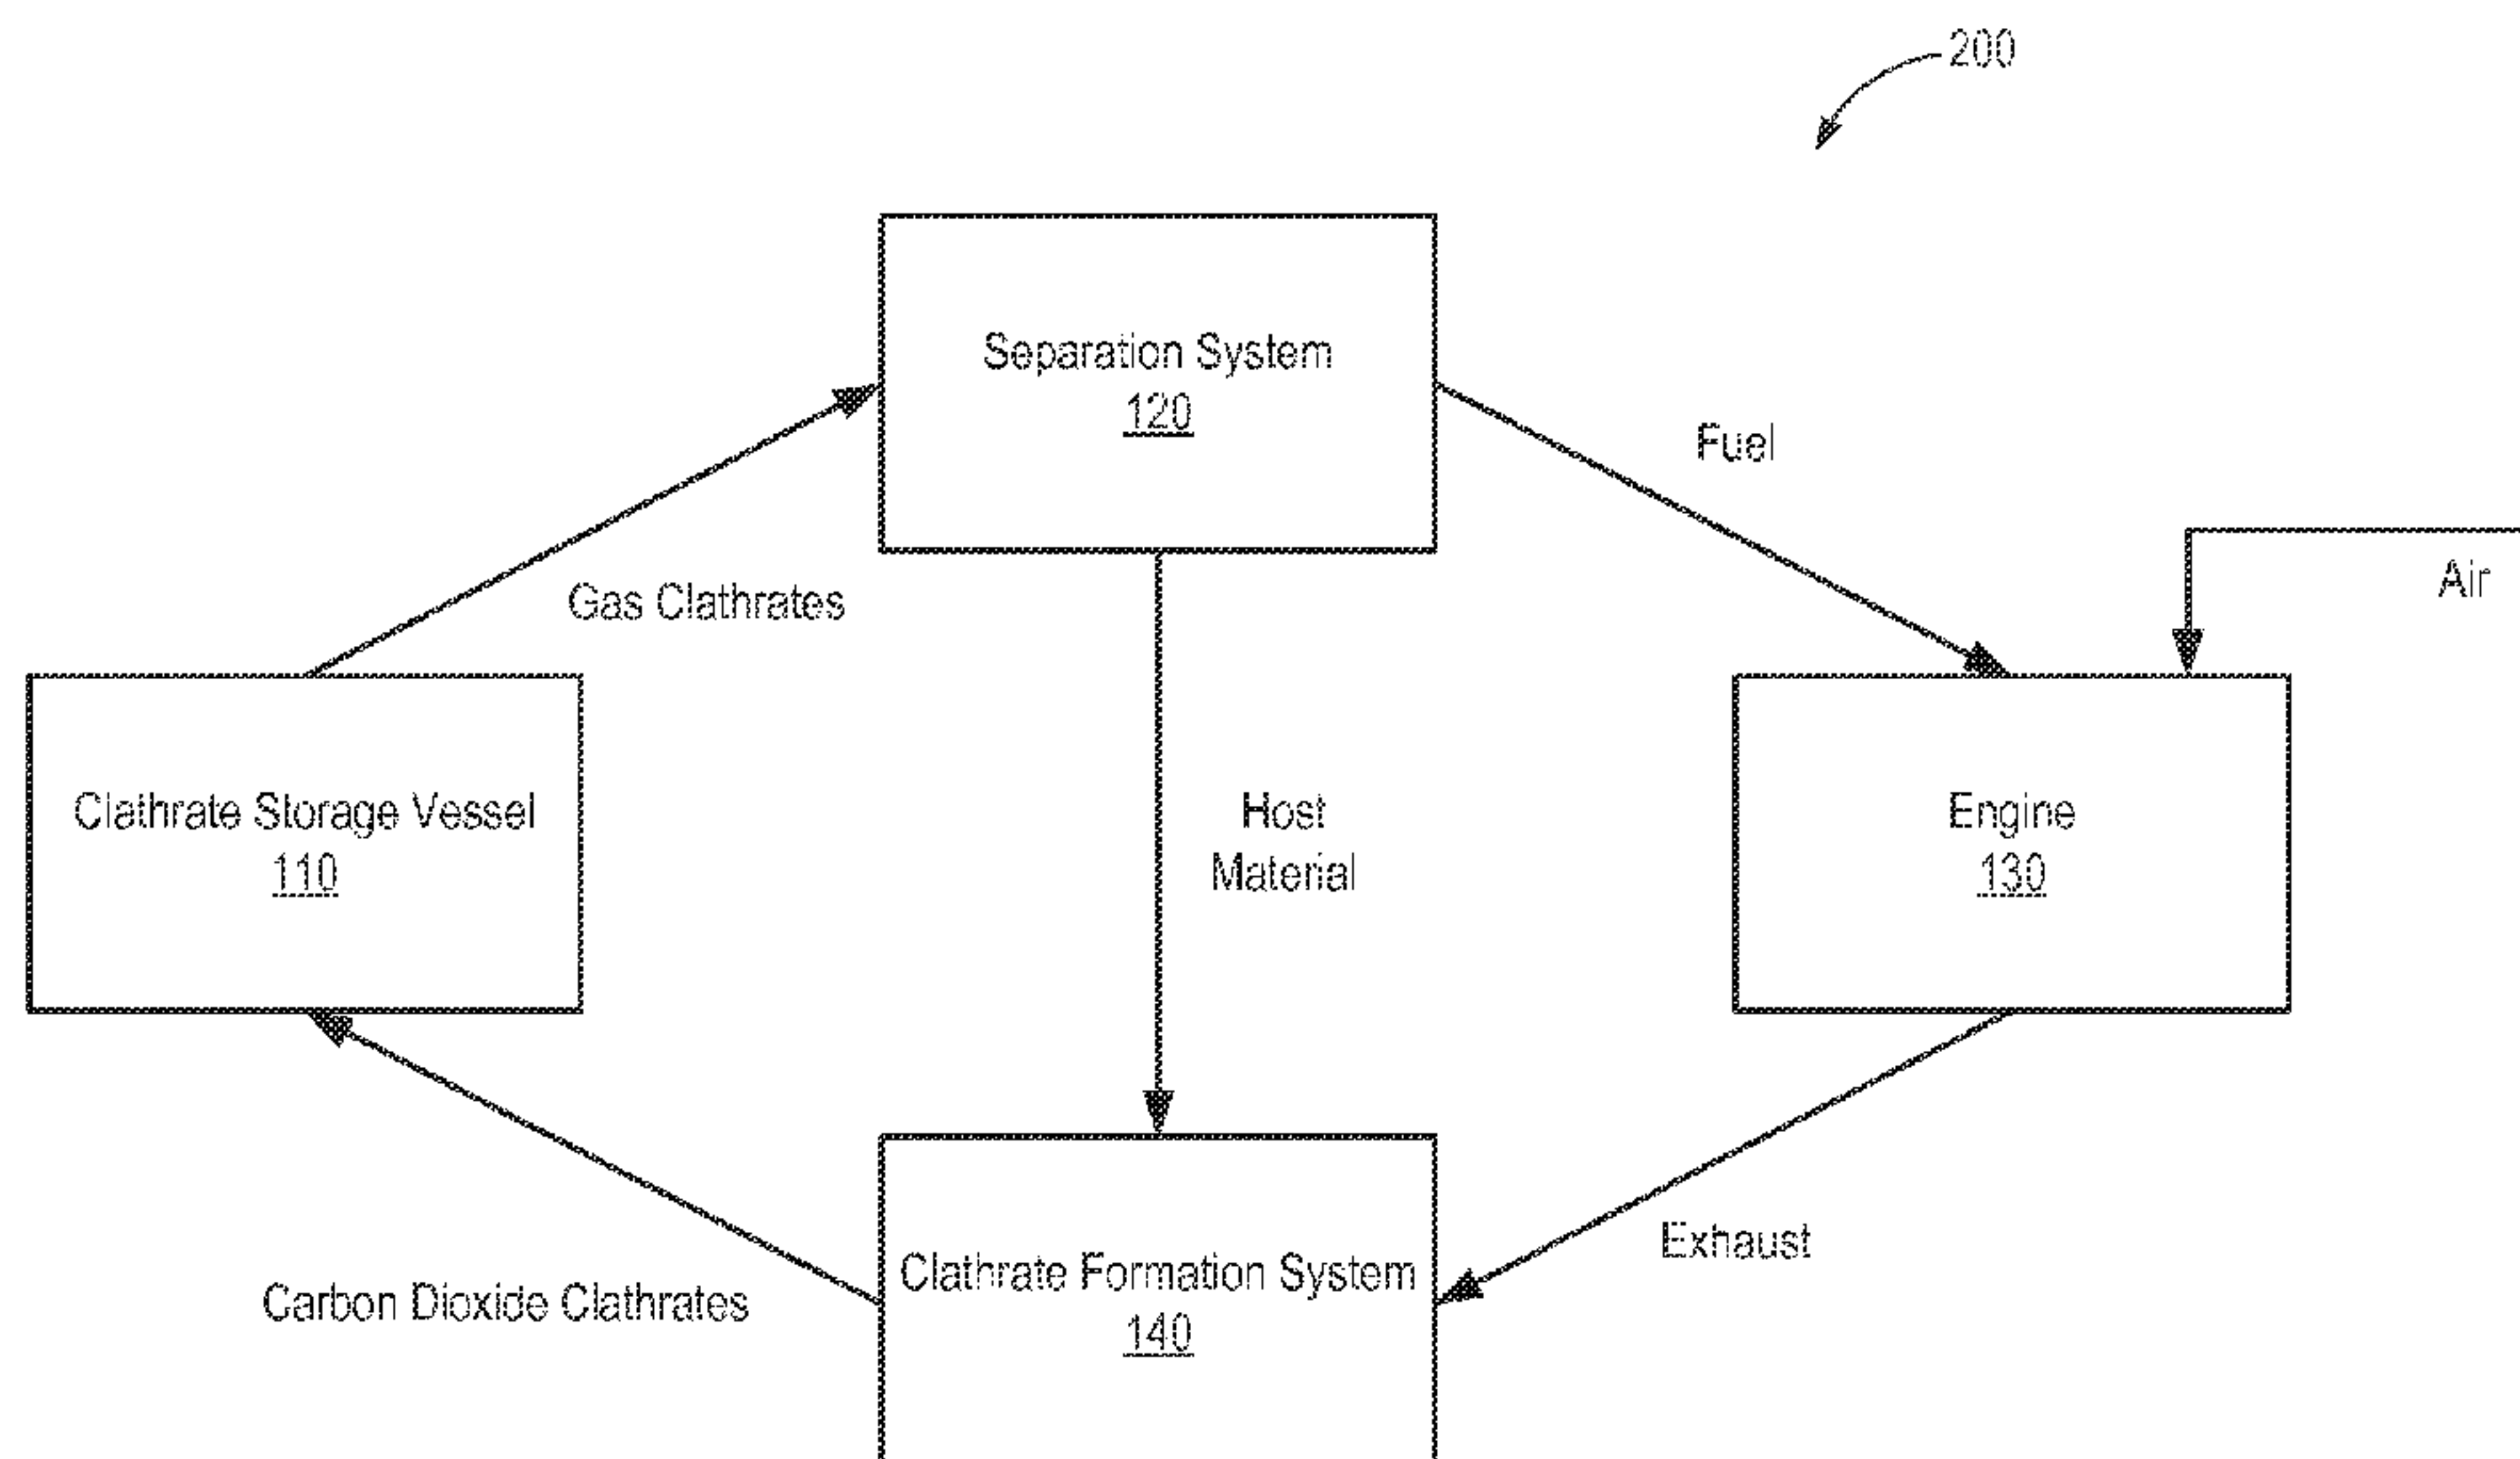 200
Separation System
120
Fuel
Air
Gas Clathrates
Clathrate Storage Vessel
110
Host
Material
Engine
130
Exhaust
Clathrate Formation System
140
Carbon Dioxide Clathrates